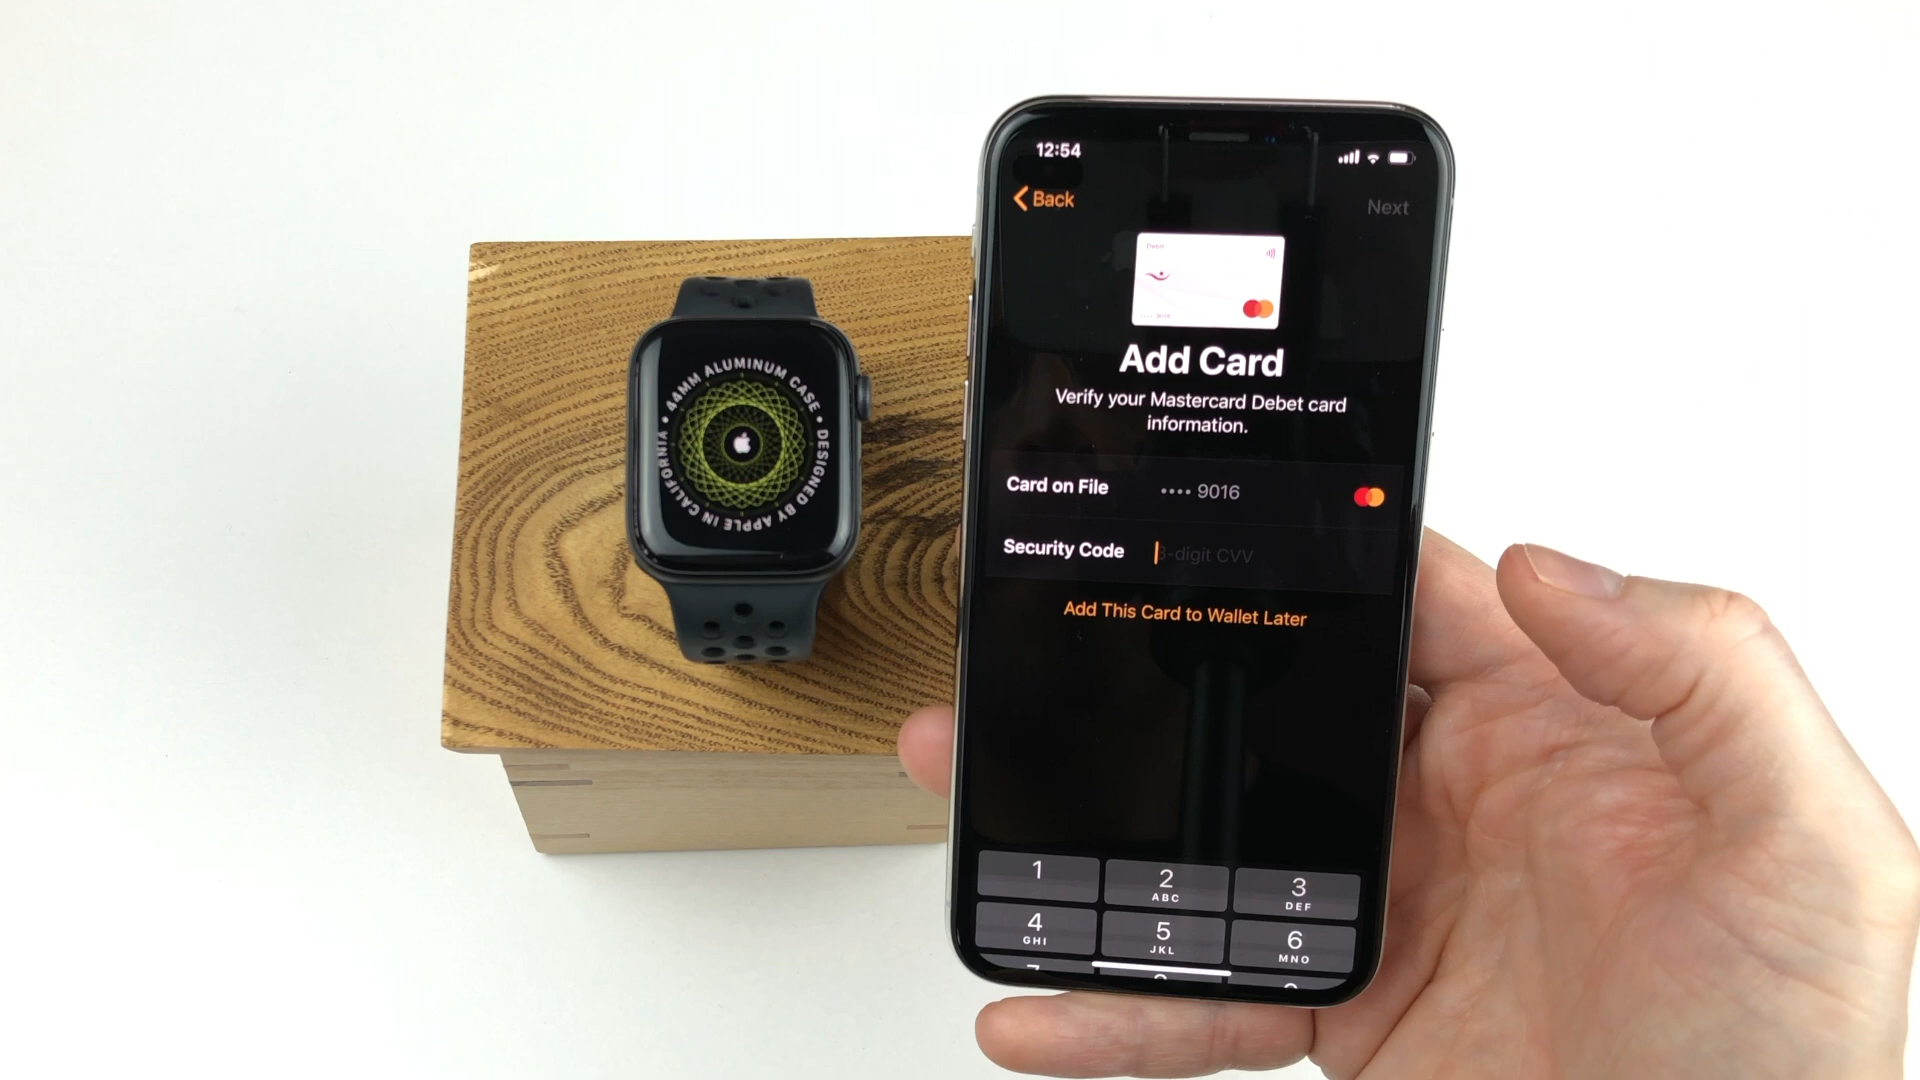 44MM ALUMINUM CASE • DESIGNED BY APPLE IN CALIFORNIA •
12:54
Back
Next
Debit
•••• 9016
Add Card
Verify your Mastercard Debet card
information.
Card on File •••• 9016
Security Code 3-digit CVV
Add This Card to Wallet Later
1
2
ABC
3
DEF
4
GHI
5
JKL
6
MNO